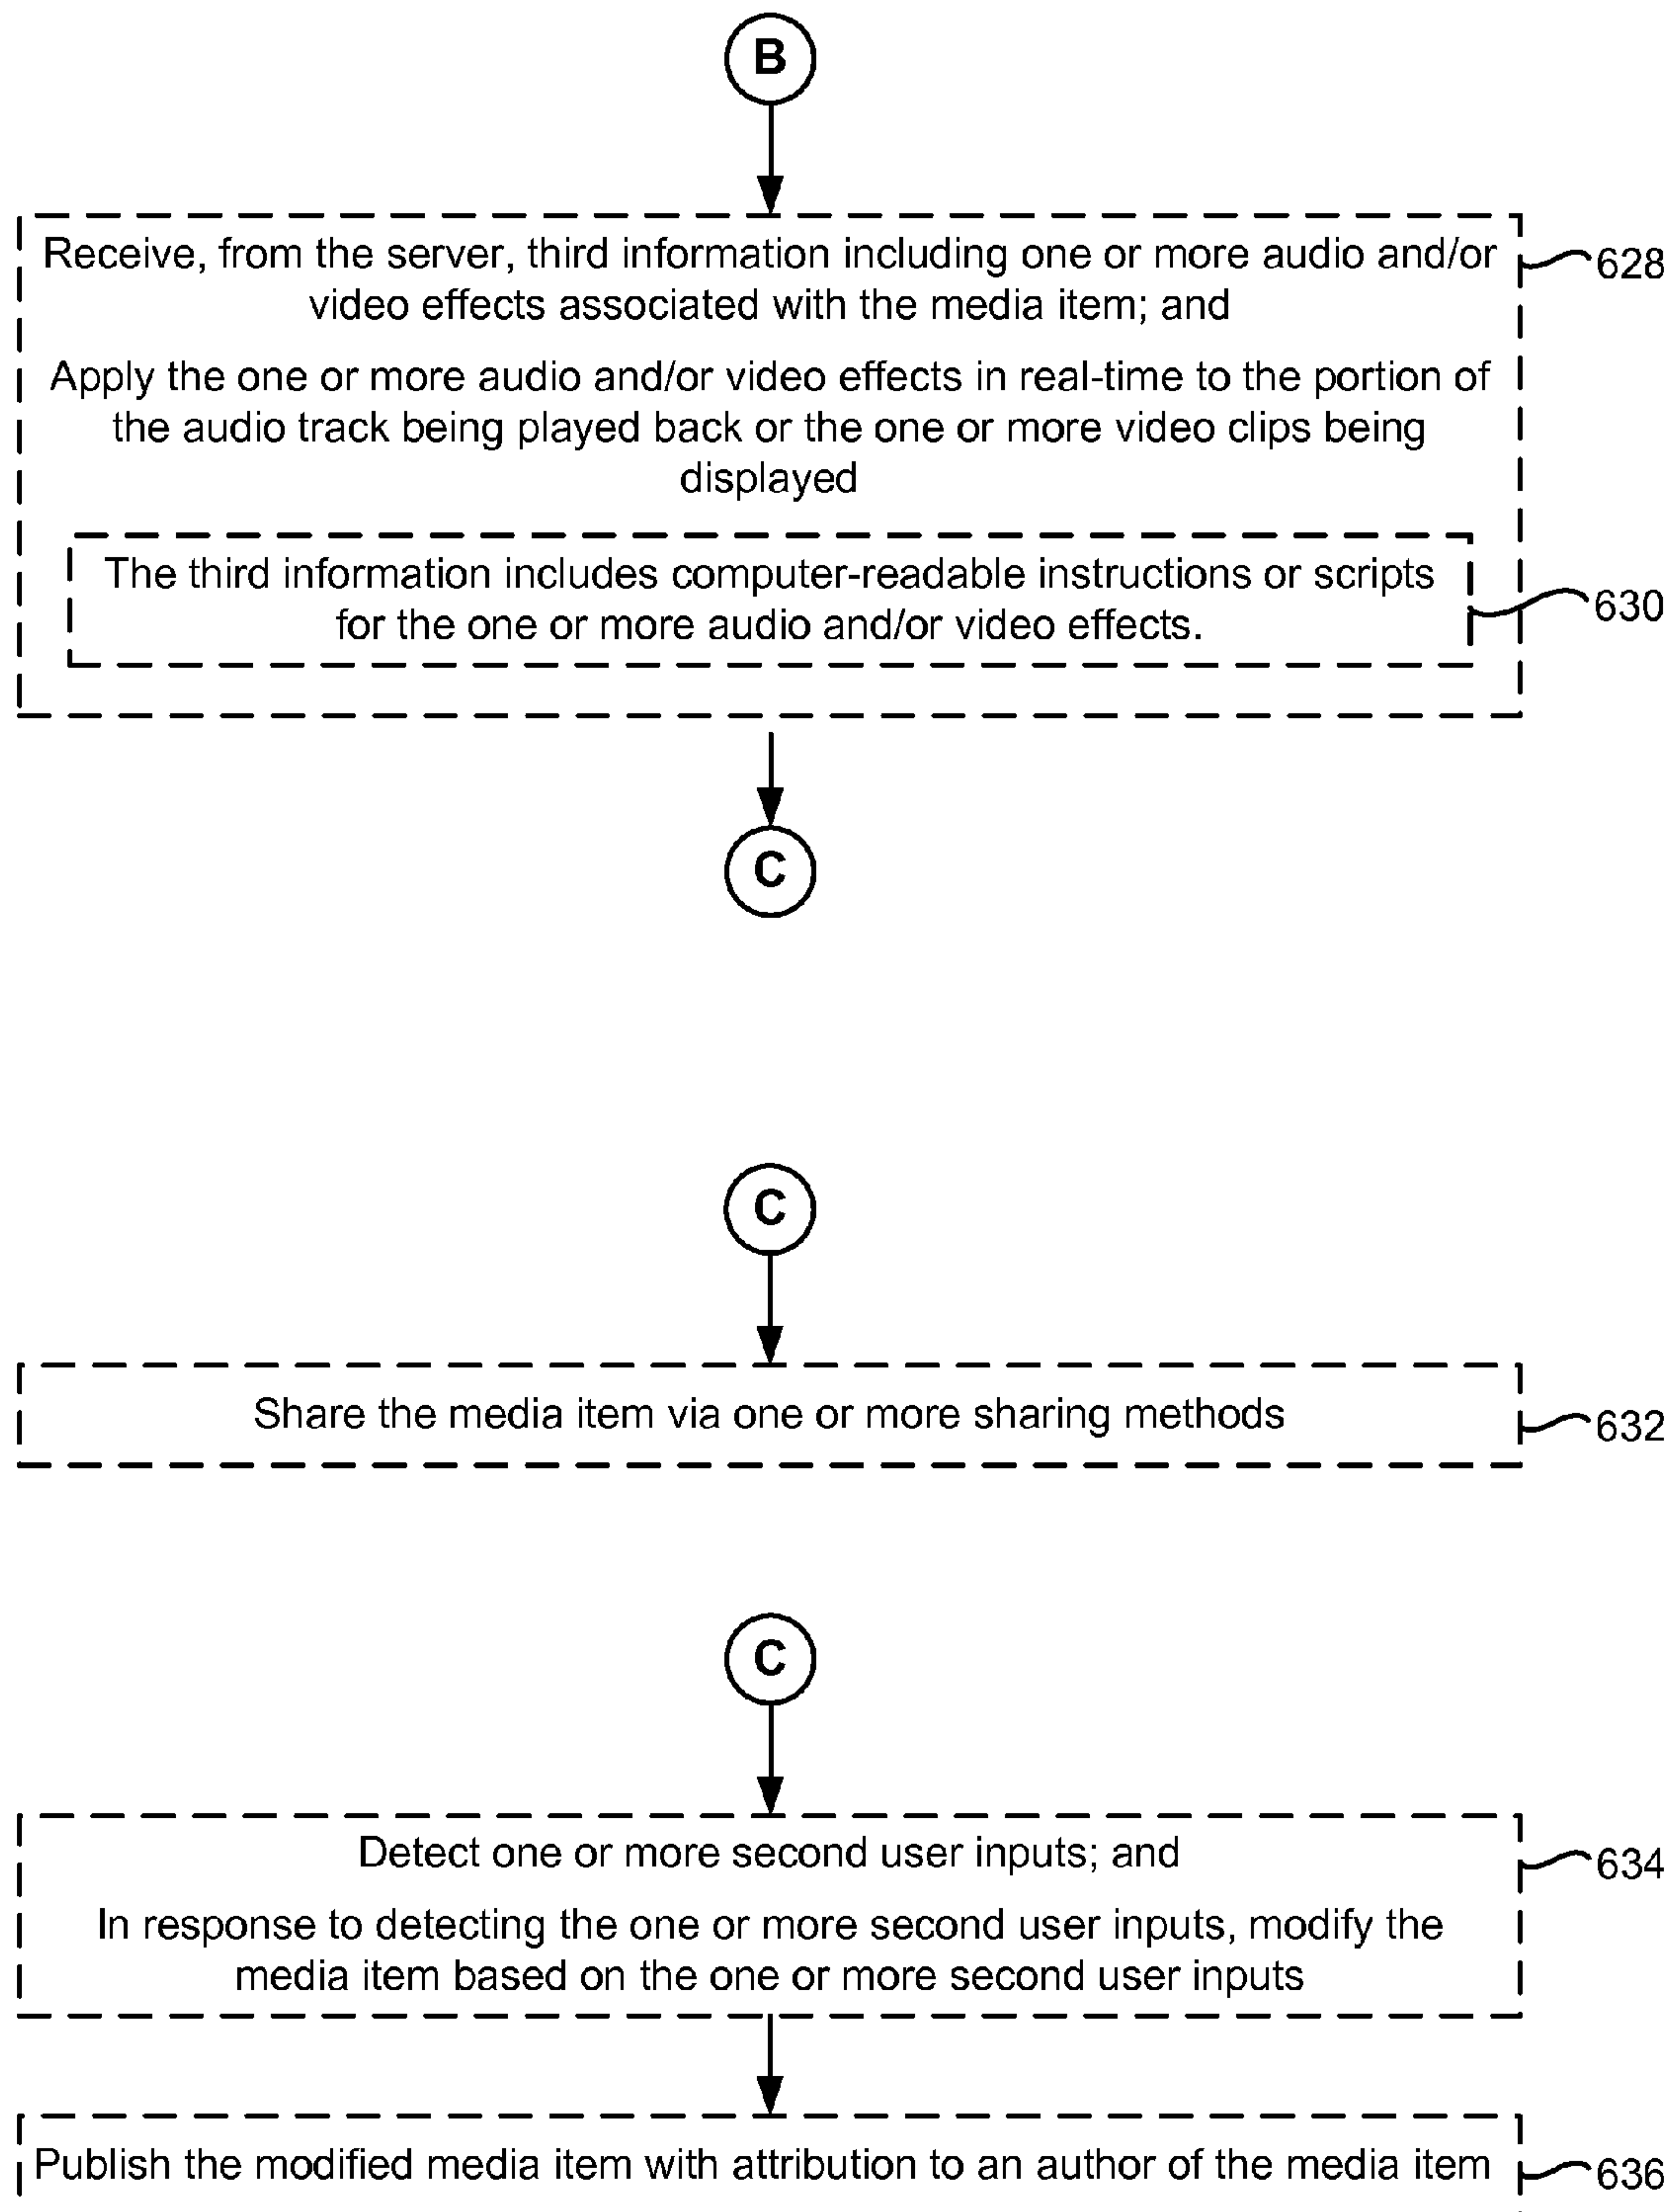 B
Receive, from the server, third information including one or more audio and/or
video effects associated with the media item; and
628
Apply the one or more audio and/or video effects in real-time to the portion of
the audio track being played back or the one or more video clips being
displayed
The third information includes computer-readable instructions or scripts
for the one or more audio and/or video effects.
630
C
C
Share the media item via one or more sharing methods
632
C
Detect one or more second user inputs; and
634
In response to detecting the one or more second user inputs, modify the
media item based on the one or more second user inputs
Publish the modified media item with attribution to an author of the media item
636